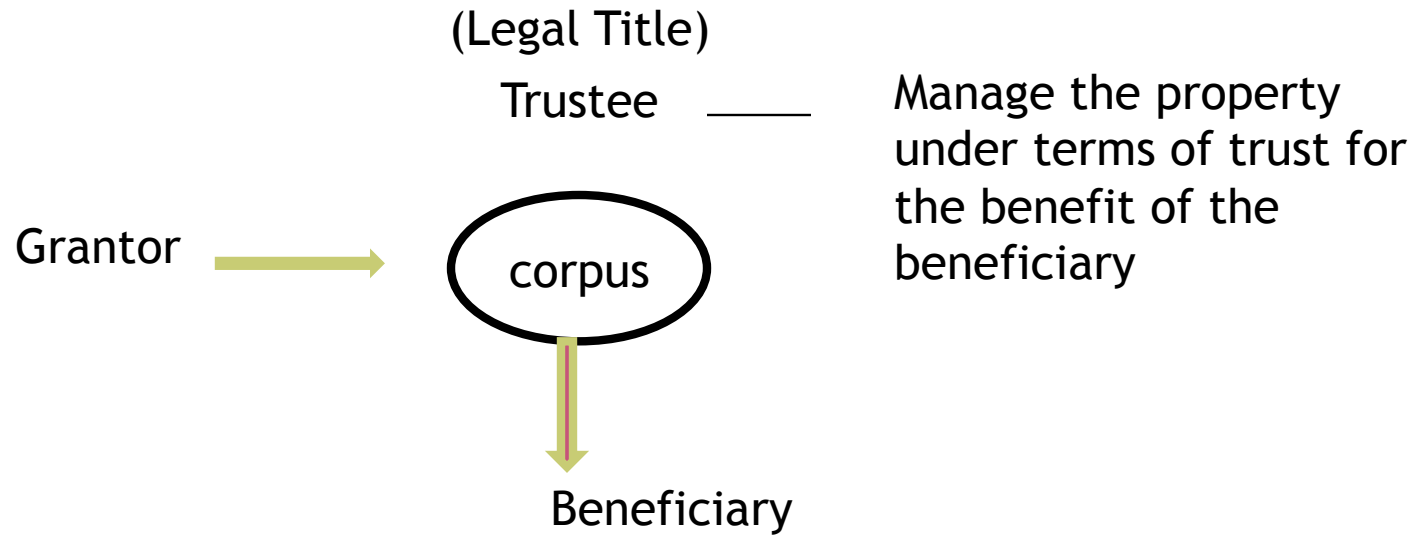 (Legal Title)
Trustee
Manage the property
under terms of trust for
the benefit of the
beneficiary
Grantor
corpus
Beneficiary